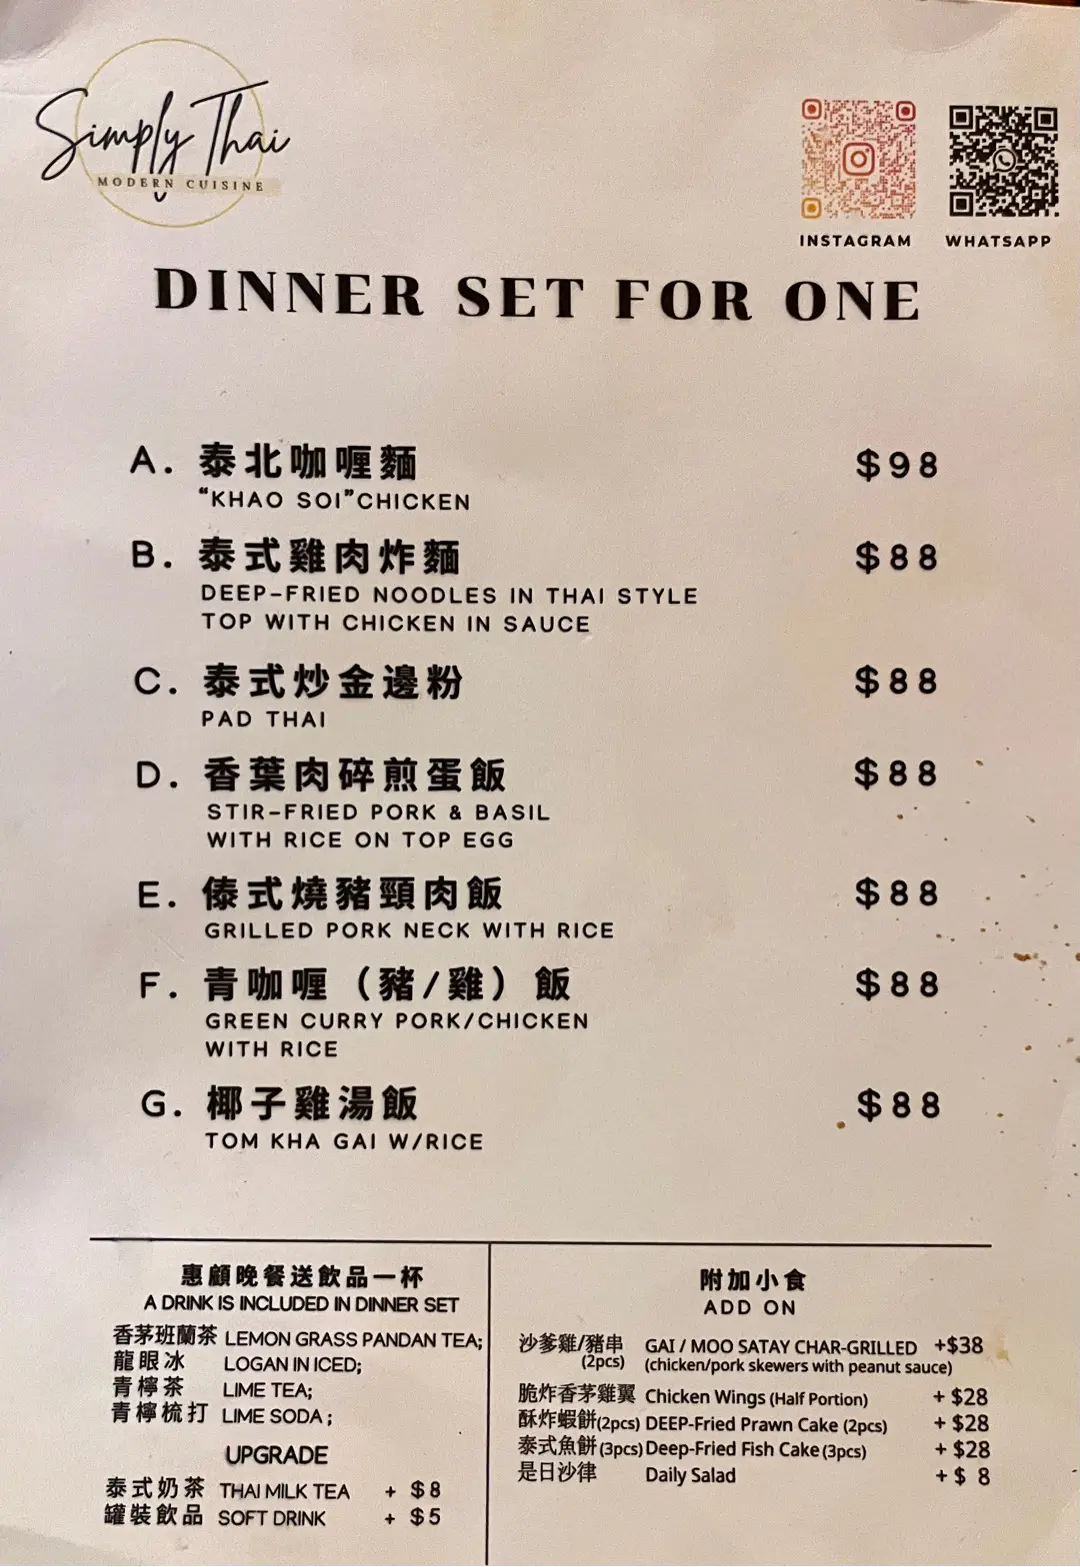 Simply Thai
MODERN CUISINE
INSTAGRAM WHATSAPP
DINNER SET FOR ONE
A. 泰北咖喱麵 $98
“KHAO SOI”CHICKEN
B. 泰式雞肉炸麵 $88
DEEP-FRIED NOODLES IN THAI STYLE
TOP WITH CHICKEN IN SAUCE
C. 泰式炒金邊粉 $88
PAD THAI
D. 香葉肉碎煎蛋飯 $88
STIR-FRIED PORK & BASIL
WITH RICE ON TOP EGG
E. 傣式燒豬頸肉飯 $88
GRILLED PORK NECK WITH RICE
F. 青咖喱（豬/雞）飯 $88
GREEN CURRY PORK/CHICKEN
WITH RICE
G. 椰子雞湯飯 $88
TOM KHA GAI W/RICE
惠顧晚餐送飲品一杯
A DRINK IS INCLUDED IN DINNER SET
香茅班蘭茶 LEMON GRASS PANDAN TEA;
龍眼冰 LOGAN IN ICED;
青檸茶 LIME TEA;
青檸梳打 LIME SODA;
UPGRADE
泰式奶茶 THAI MILK TEA + $8
罐裝飲品 SOFT DRINK + $5
附加小食
ADD ON
沙爹雞/豬串 GAI / MOO SATAY CHAR-GRILLED +$38
(2pcs) (chicken/pork skewers with peanut sauce)
脆炸香茅雞翼 Chicken Wings (Half Portion) + $28
酥炸蝦餅(2pcs) DEEP-Fried Prawn Cake (2pcs) + $28
泰式魚餅(3pcs) Deep-Fried Fish Cake (3pcs) + $28
是日沙律 Daily Salad + $ 8